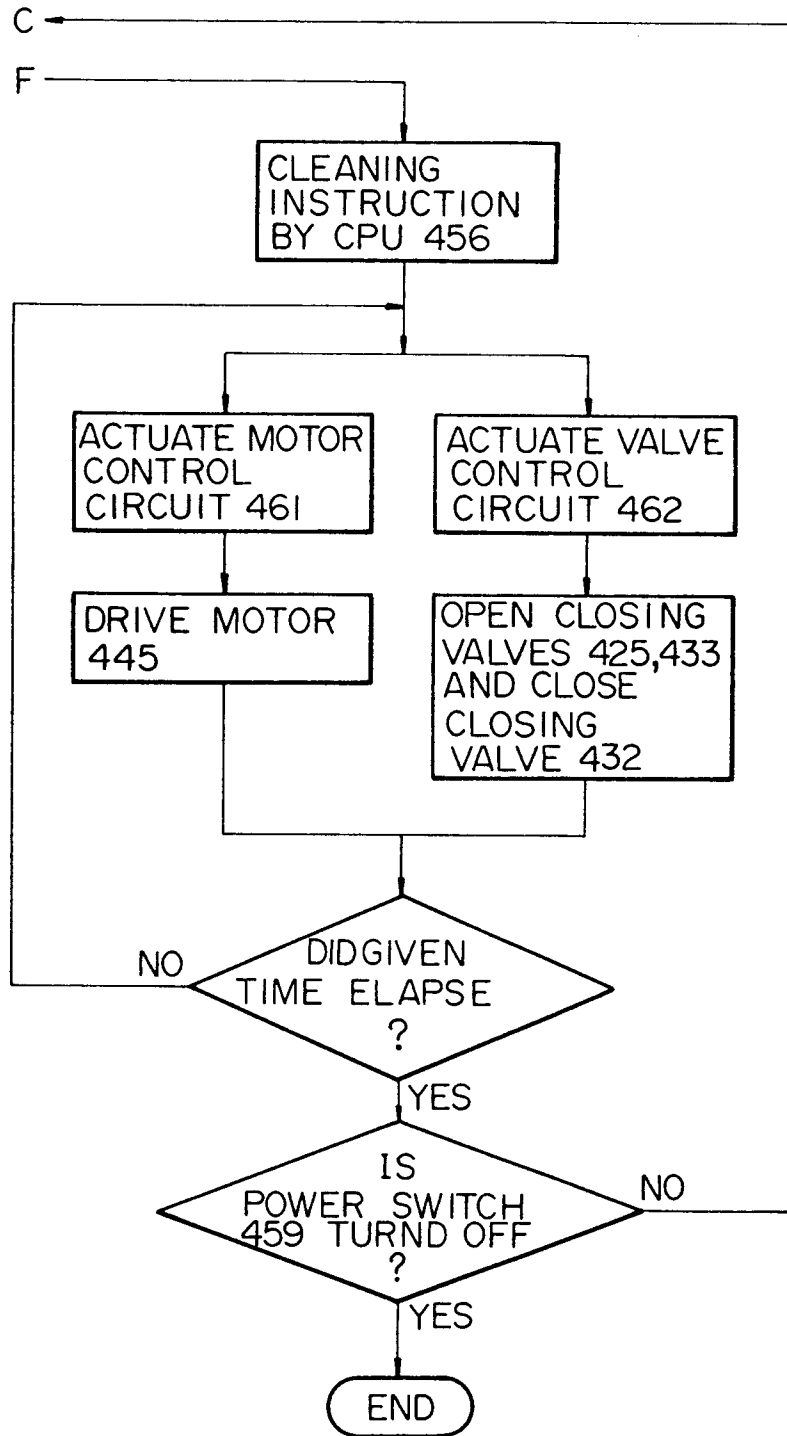 C
F
CLEANING
INSTRUCTION
BY CPU 456
ACTUATE MOTOR
CONTROL
CIRCUIT 461
ACTUATE VALVE
CONTROL
CIRCUIT 462
DRIVE MOTOR
445
OPEN CLOSING
VALVES 425,433
AND CLOSE
CLOSING
VALVE 432
NO
DIDGIVEN
TIME ELAPSE
?
YES
IS
POWER SWITCH
459 TURND OFF
?
NO
YES
END